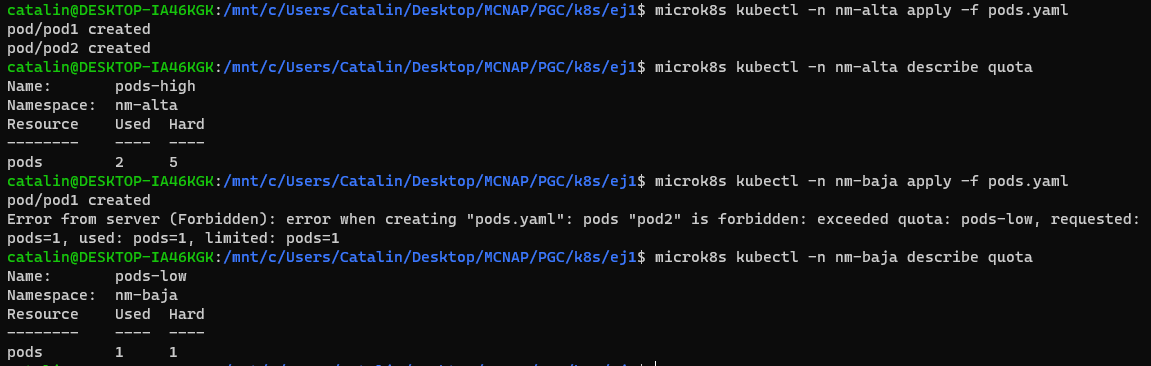 catalin@DESKTOP-IA46KGK:/mnt/c/Users/Catalin/Desktop/MCNAP/PGC/k8s/ej1$ microk8s kubectl -n nm-alta apply -f pods.yaml
pod/pod1 created
pod/pod2 created
catalin@DESKTOP-IA46KGK:/mnt/c/Users/Catalin/Desktop/MCNAP/PGC/k8s/ej1$ microk8s kubectl -n nm-alta describe quota
Name:       pods-high
Namespace:  nm-alta
Resource    Used  Hard
--------    ----  ----
pods        2     5
catalin@DESKTOP-IA46KGK:/mnt/c/Users/Catalin/Desktop/MCNAP/PGC/k8s/ej1$ microk8s kubectl -n nm-baja apply -f pods.yaml
pod/pod1 created
Error from server (Forbidden): error when creating "pods.yaml": pods "pod2" is forbidden: exceeded quota: pods-low, requested:
pods=1, used: pods=1, limited: pods=1
catalin@DESKTOP-IA46KGK:/mnt/c/Users/Catalin/Desktop/MCNAP/PGC/k8s/ej1$ microk8s kubectl -n nm-baja describe quota
Name:       pods-low
Namespace:  nm-baja
Resource    Used  Hard
--------    ----  ----
pods        1     1